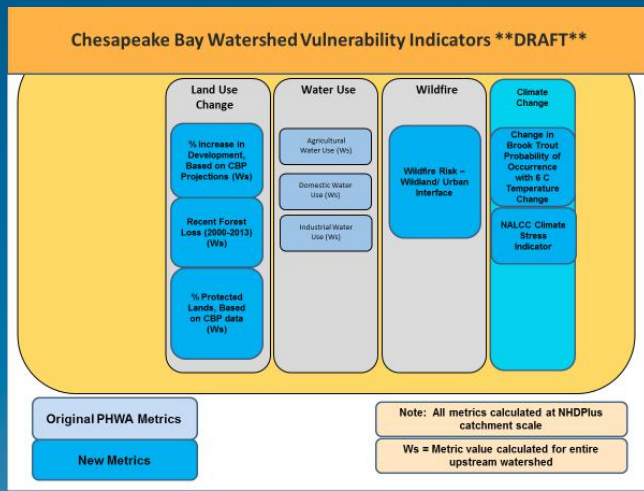 Chesapeake Bay Watershed Vulnerability Indicators **DRAFT**
Land Use
Change
% Increase in
Development,
Based on CBP
Projections (Ws)
Recent Forest
Loss (2000-2013)
(Ws)
% Protected
Lands, Based
on CBP data
(Ws)
Water Use
Agricultural
Water Use (Ws)
Domestic Water
Use (Ws)
Industrial Water
Use (Ws)
Wildfire
Wildfire Risk –
Wildland/ Urban
Interface
Climate
Change
Change in
Brook Trout
Probability of
Occurrence
with 6 C
Temperature
Change
NALCC Climate
Stress
Indicator
Original PHWA Metrics
New Metrics
Note: All metrics calculated at NHDPlus
catchment scale
Ws = Metric value calculated for entire
upstream watershed